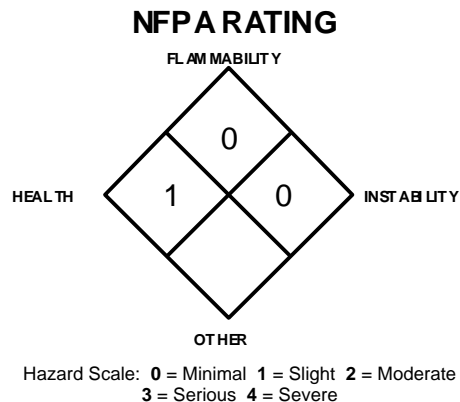 NFPA RATING
FLAMMABILITY
0
HEALTH 1 0 INSTABILITY
OTHER
Hazard Scale: 0 = Minimal 1 = Slight 2 = Moderate
3 = Serious 4 = Severe